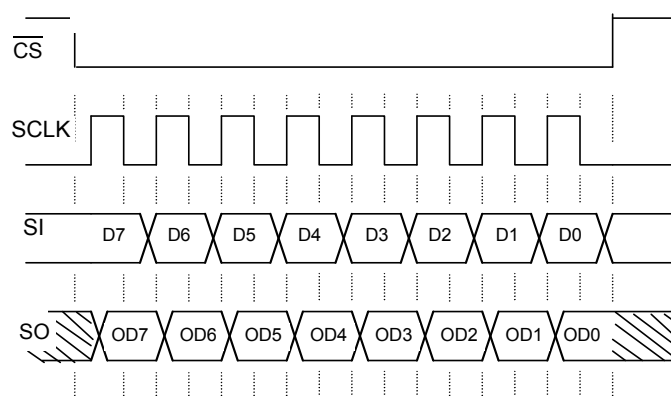 C̅S̅
SCLK
SI D7 D6 D5 D4 D3 D2 D1 D0
SO OD7 OD6 OD5 OD4 OD3 OD2 OD1 OD0